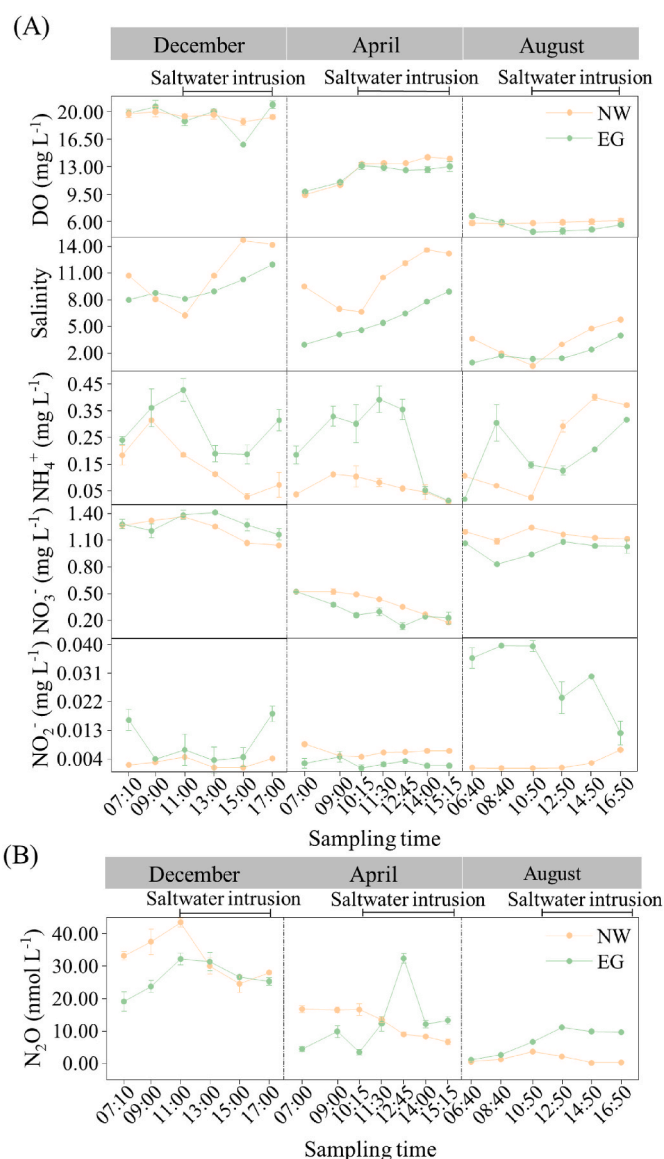 (A)
December April August
Saltwater intrusion Saltwater intrusion Saltwater intrusion
NW
EG
DO (mg L⁻¹)
20.00
16.50
13.00
9.50
6.00
Salinity
14.00
11.00
8.00
5.00
2.00
NH₄⁺ (mg L⁻¹)
0.45
0.35
0.25
0.15
0.05
NO₃⁻ (mg L⁻¹)
1.40
1.10
0.80
0.50
0.20
NO₂⁻ (mg L⁻¹)
0.040
0.031
0.022
0.013
0.004
07:10 09:00 11:00 13:00 15:00 17:00 07:00 09:00 10:15 11:30 12:45 14:00 15:15 06:40 08:40 10:50 12:50 14:50 16:50
Sampling time
(B)
December April August
Saltwater intrusion Saltwater intrusion Saltwater intrusion
NW
EG
N₂O (nmol L⁻¹)
40.00
30.00
20.00
10.00
0.00
07:10 09:00 11:00 13:00 15:00 17:00 07:00 09:00 10:15 11:30 12:45 14:00 15:15 06:40 08:40 10:50 12:50 14:50 16:50
Sampling time